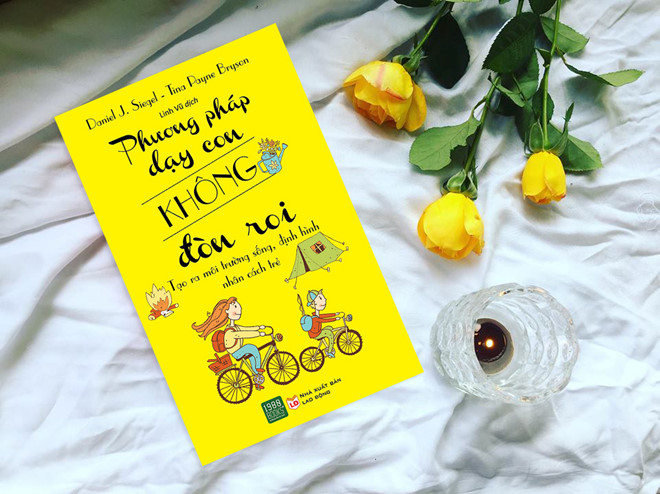 Daniel J. Siegel - Tina Payne Bryson
Linh Vũ dịch
Phương pháp
dạy con
KHÔNG
đòn roi
Tạo ra môi trường sống, định hình
nhân cách trẻ
1980 BOOKS
LĐ NHÀ XUẤT BẢN
LAO ĐỘNG